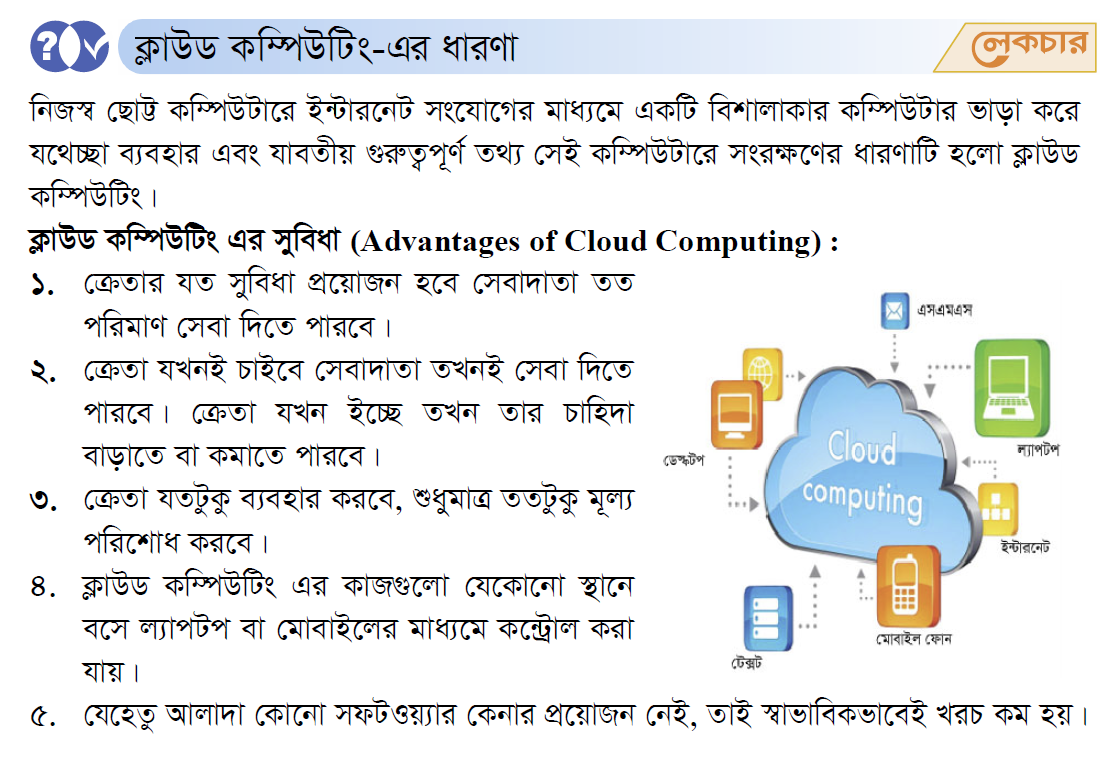 ক্লাউড কম্পিউটিং-এর ধারণা
লেকচার
নিজস্ব ছোট্ট কম্পিউটারে ইন্টারনেট সংযোগের মাধ্যমে একটি বিশালাকার কম্পিউটার ভাড়া করে
যথেচ্ছা ব্যবহার এবং যাবতীয় গুরুত্বপূর্ণ তথ্য সেই কম্পিউটারে সংরক্ষণের ধারণাটি হলো ক্লাউড
কম্পিউটিং।
ক্লাউড কম্পিউটিং এর সুবিধা (Advantages of Cloud Computing) :
১. ক্রেতার যত সুবিধা প্রয়োজন হবে সেবাদাতা তত
পরিমাণ সেবা দিতে পারবে।
২. ক্রেতা যখনই চাইবে সেবাদাতা তখনই সেবা দিতে
পারবে। ক্রেতা যখন ইচ্ছে তখন তার চাহিদা
বাড়াতে বা কমাতে পারবে।
৩. ক্রেতা যতটুকু ব্যবহার করবে, শুধুমাত্র ততটুকু মূল্য
পরিশোধ করবে।
৪. ক্লাউড কম্পিউটিং এর কাজগুলো যেকোনো স্থানে
বসে ল্যাপটপ বা মোবাইলের মাধ্যমে কন্ট্রোল করা
যায়।
৫. যেহেতু আলাদা কোনো সফটওয়্যার কেনার প্রয়োজন নেই, তাই স্বাভাবিকভাবেই খরচ কম হয়।
এসএমএস
ল্যাপটপ
ডেস্কটপ
Cloud
computing
ইন্টারনেট
মোবাইল ফোন
টেক্সট